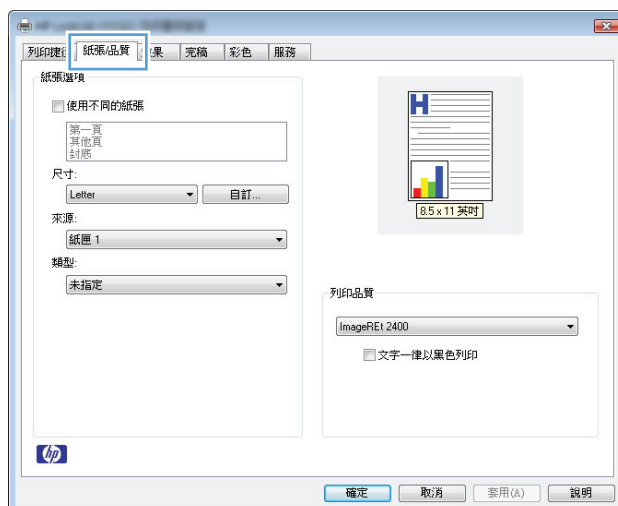 列印捷徑
紙張/品質
效果
完稿
彩色
服務
紙張選項
使用不同的紙張
第一頁
其他頁
封底
尺寸:
Letter
自訂...
來源:
紙匣 1
類型:
未指定
H
8.5 x 11 英吋
列印品質
ImageREt 2400
文字一律以黑色列印
hp
確定
取消
套用(A)
說明